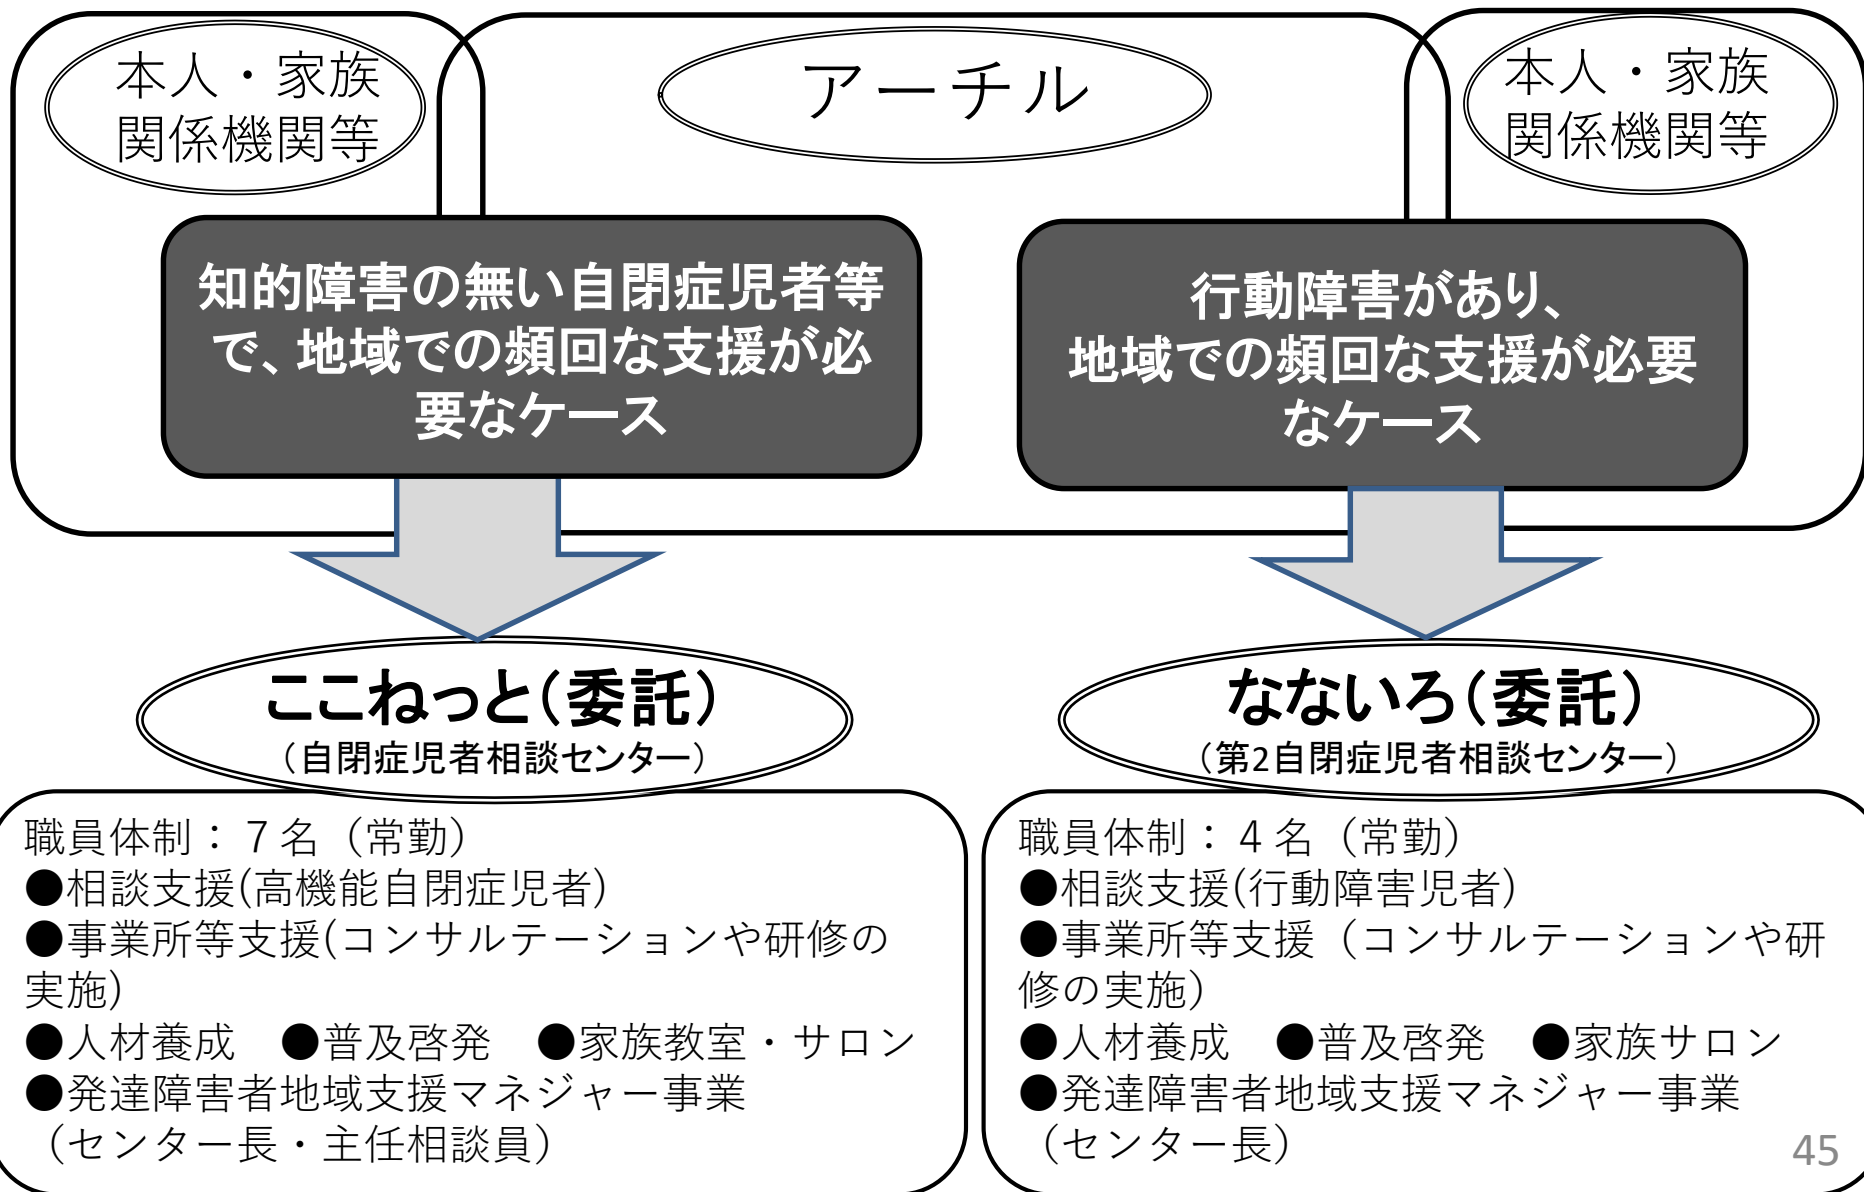 本人・家族
関係機関等
アーチル
本人・家族
関係機関等
知的障害の無い自閉症児者等
で、地域での頻回な支援が必
要なケース
行動障害があり、
地域での頻回な支援が必要
なケース
ここねっと（委託）
（自閉症児者相談センター）
職員体制：７名（常勤）
●相談支援(高機能自閉症児者)
●事業所等支援(コンサルテーションや研修の
実施)
●人材養成　●普及啓発　●家族教室・サロン
●発達障害者地域支援マネジャー事業
（センター長・主任相談員）
なないろ（委託）
（第2自閉症児者相談センター）
職員体制：４名（常勤）
●相談支援(行動障害児者)
●事業所等支援（コンサルテーションや研
修の実施）
●人材養成　●普及啓発　●家族サロン
●発達障害者地域支援マネジャー事業
（センター長）
45